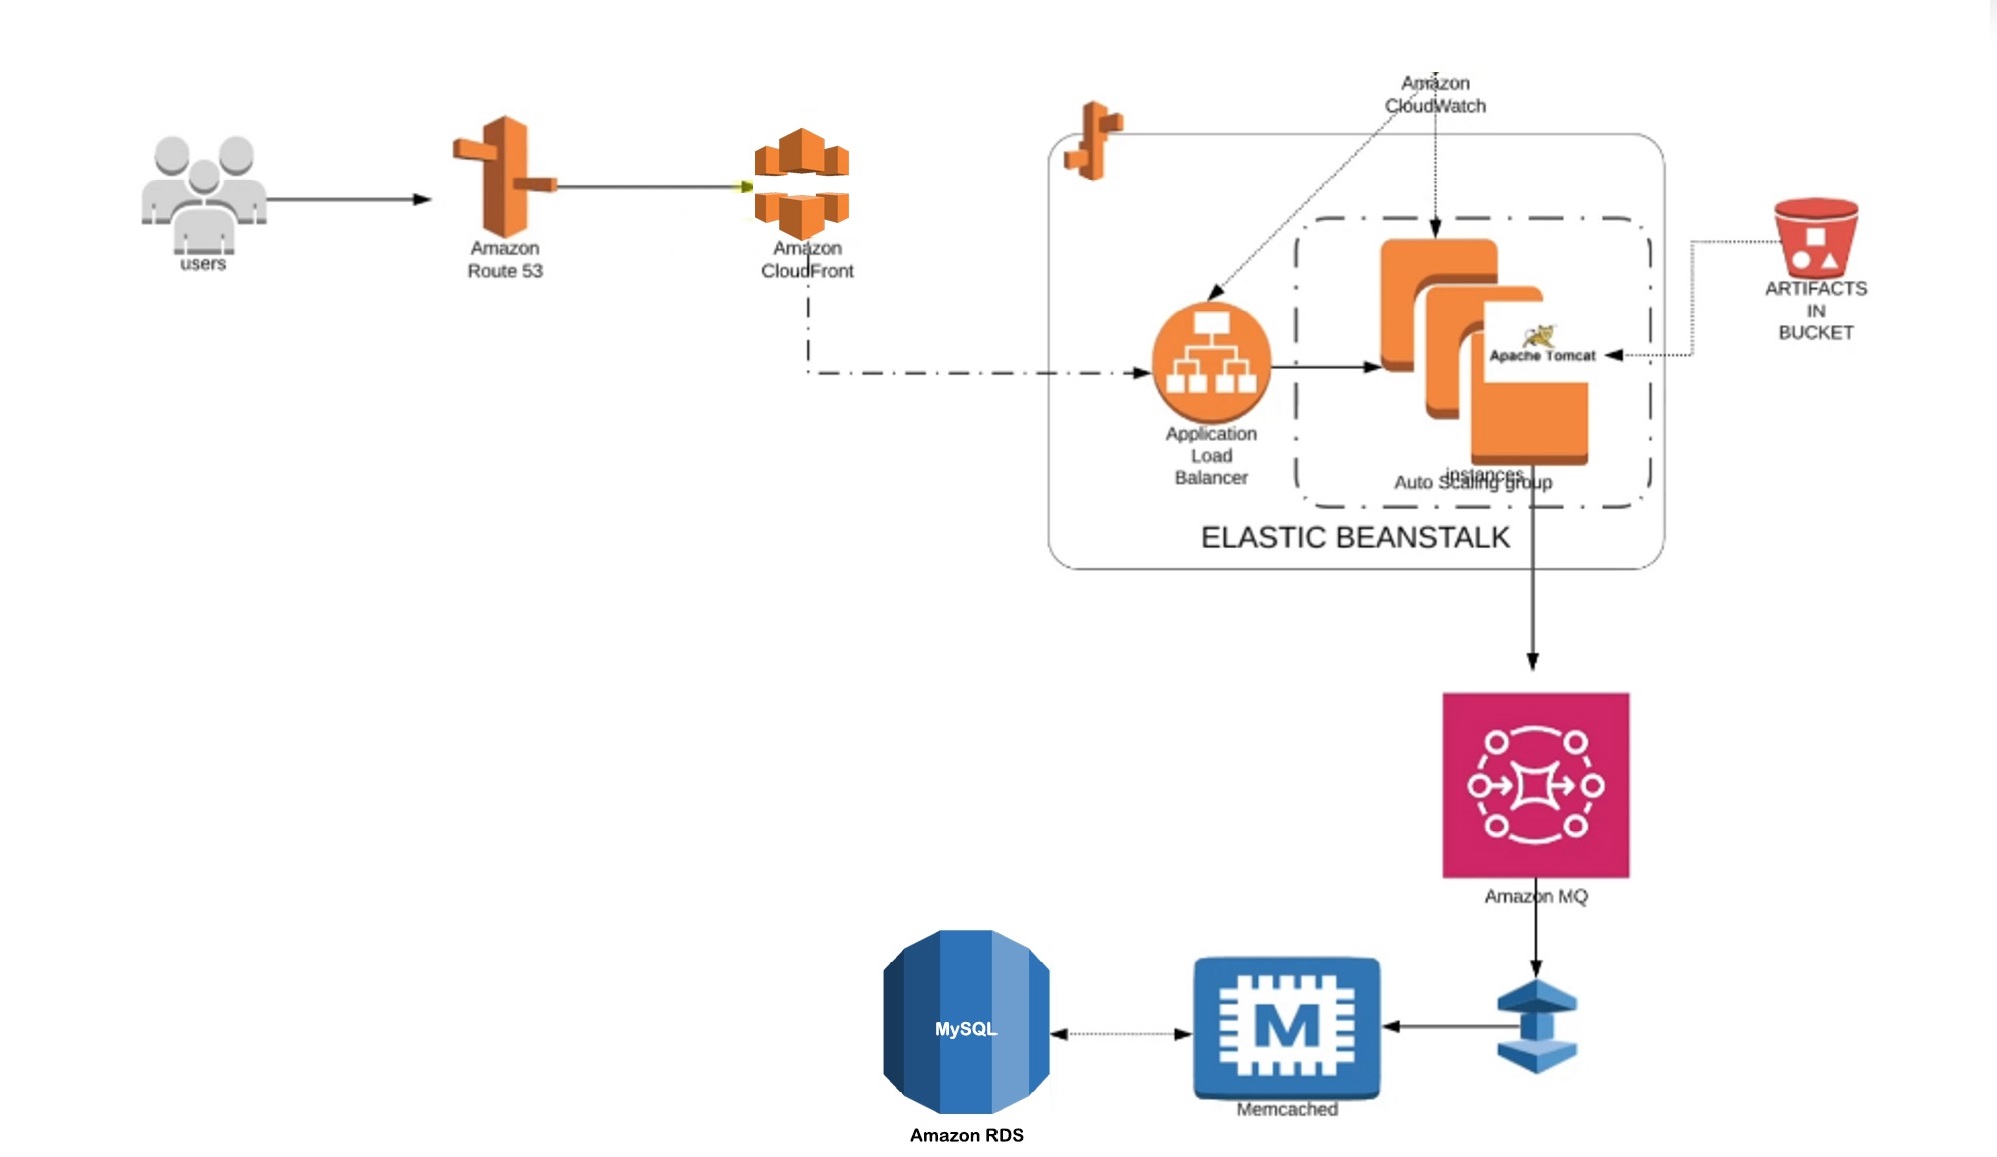 users
Amazon
Route 53
Amazon
CloudFront
Amazon
CloudWatch
Apache Tomcat
ARTIFACTS
IN
BUCKET
Application
Load
Balancer
instances
Auto Scaling group
ELASTIC BEANSTALK
Amazon MQ
MySQL
Amazon RDS
M
Memcached